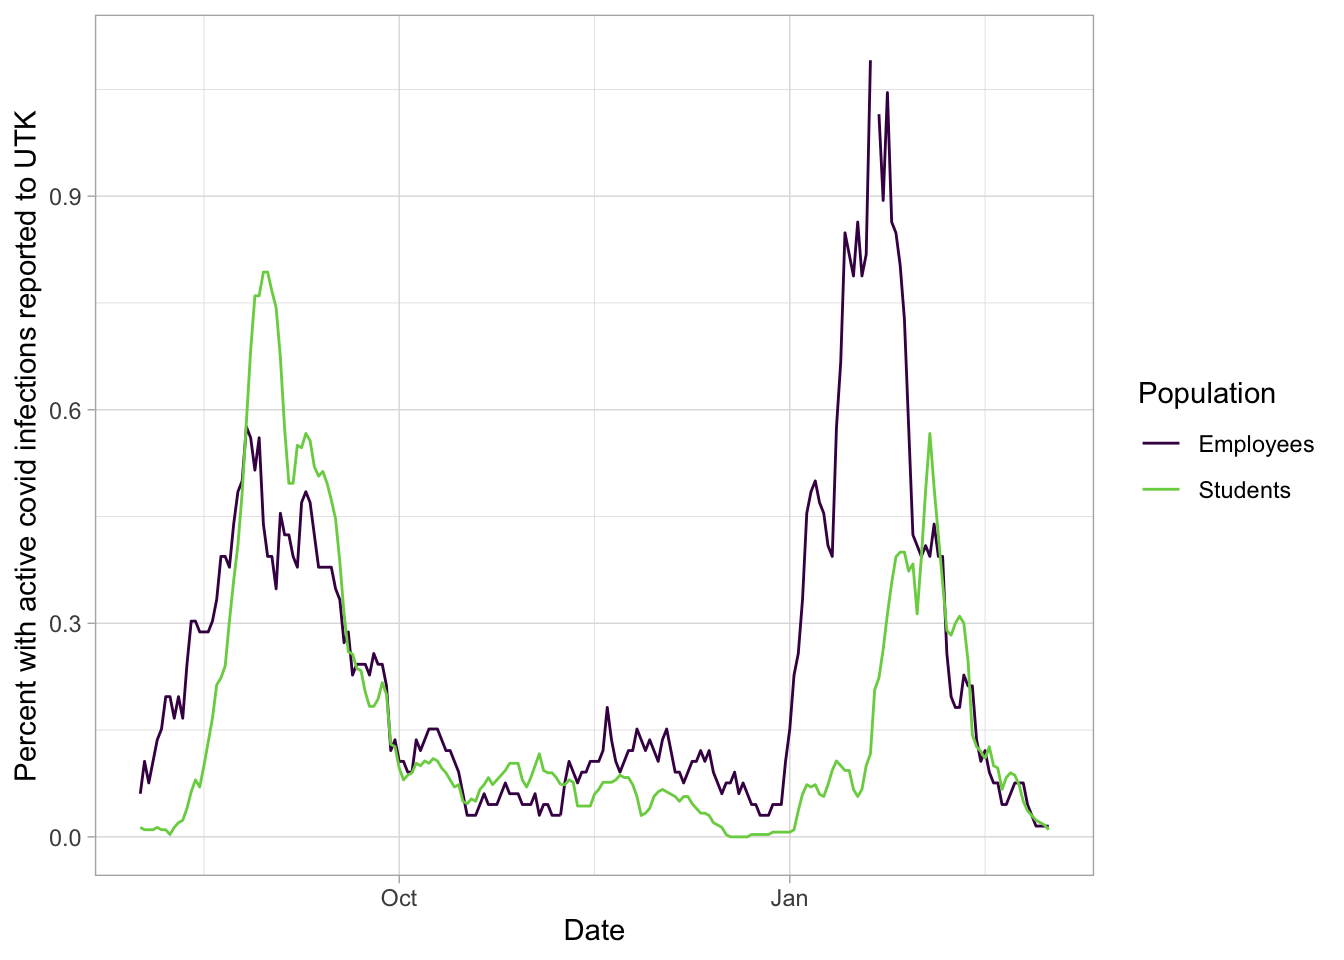 Percent with active covid infections reported to UTK
0.9
0.6
0.3
0.0
Oct
Jan
Date
Population
Employees
Students